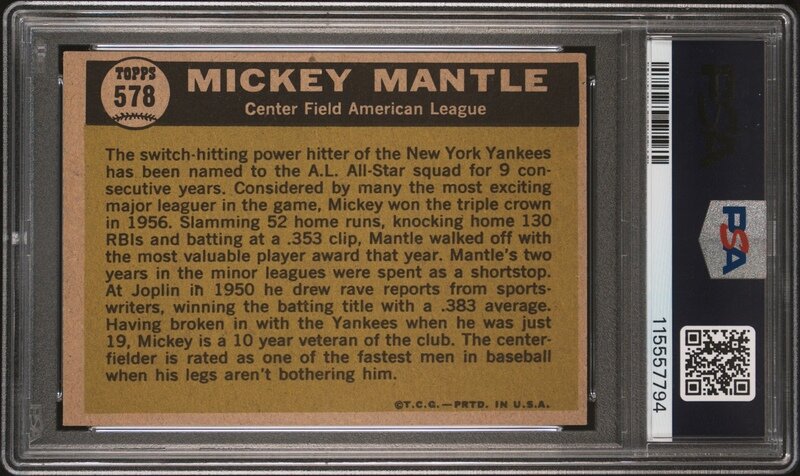 TOPPS
578
MICKEY MANTLE
Center Field American League
The switch-hitting power hitter of the New York Yankees
has been named to the A.L. All-Star squad for 9 con-
secutive years. Considered by many the most exciting
major leaguer in the game, Mickey won the triple crown
in 1956. Slamming 52 home runs, knocking home 130
RBIs and batting at a .353 clip, Mantle walked off with
the most valuable player award that year. Mantle's two
years in the minor leagues were spent as a shortstop.
At Joplin in 1950 he drew rave reports from sports-
writers, winning the batting title with a .383 average.
Having broken in with the Yankees when he was just
19, Mickey is a 10 year veteran of the club. The center-
fielder is rated as one of the fastest men in baseball
when his legs aren't bothering him.
©T.C.G.—PRTD. IN U.S.A.
PSA
PSA
115557794